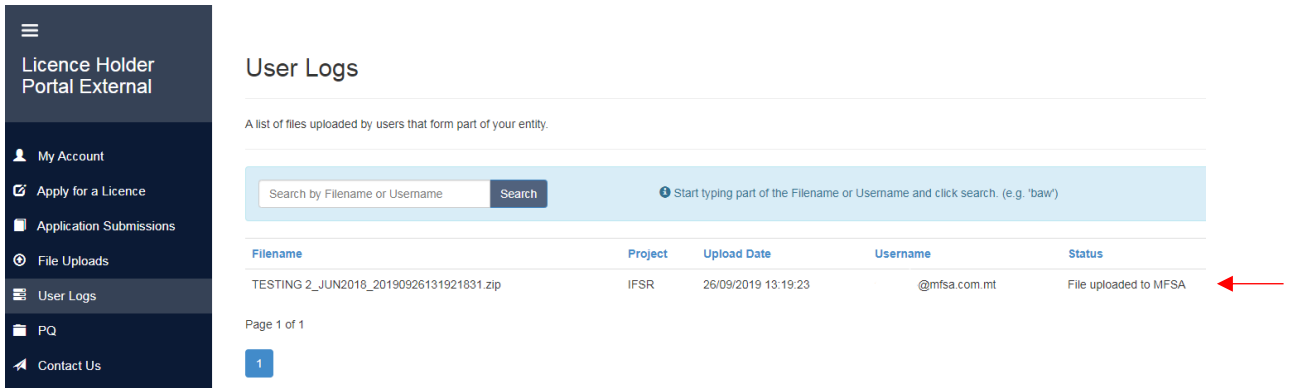 Licence Holder
Portal External
My Account
Apply for a Licence
Application Submissions
File Uploads
User Logs
PQ
Contact Us
User Logs
A list of files uploaded by users that form part of your entity.
Search by Filename or Username Search Start typing part of the Filename or Username and click search. (e.g. 'baw')
Filename Project Upload Date Username Status
TESTING 2_JUN2018_20190926131921831.zip IFSR 26/09/2019 13:19:23 @mfsa.com.mt File uploaded to MFSA
Page 1 of 1
1